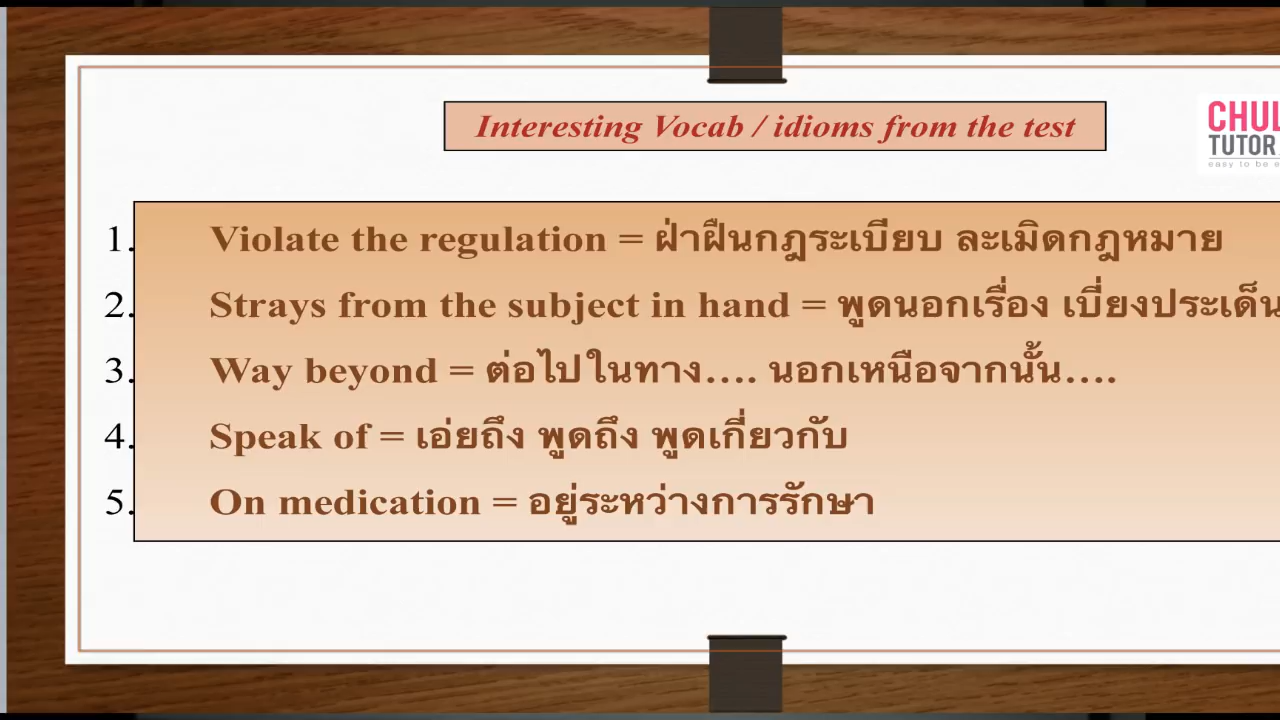 Interesting Vocab / idioms from the test
CHUL
TUTOR
easy to be e
1. Violate the regulation = ฝ่าฝืนกฎระเบียบ ละเมิดกฎหมาย
2. Strays from the subject in hand = พูดนอกเรื่อง เบี่ยงประเด็น
3. Way beyond = ต่อไปในทาง…. นอกเหนือจากนั้น….
4. Speak of = เอ่ยถึง พูดถึง พูดเกี่ยวกับ
5. On medication = อยู่ระหว่างการรักษา